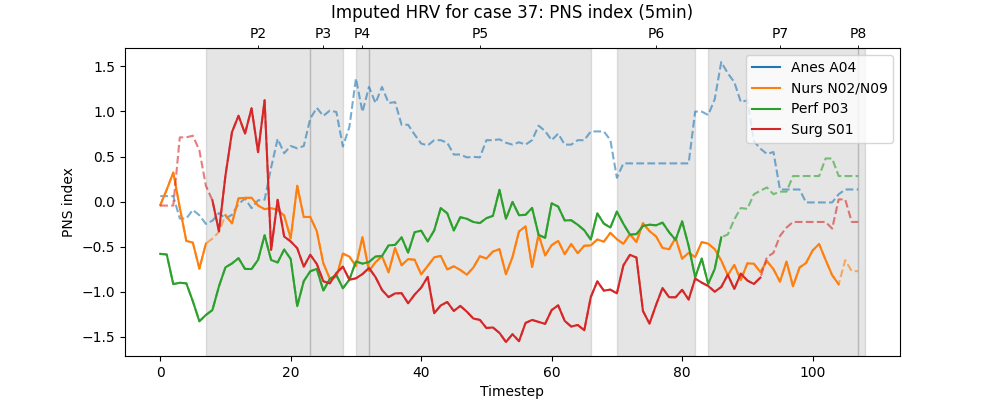 Imputed HRV for case 37: PNS index (5min)
P2 P3 P4 P5 P6 P7 P8
1.5
1.0
0.5
0.0
−0.5
−1.0
−1.5
PNS index
Anes A04
Nurs N02/N09
Perf P03
Surg S01
0 20 40 60 80 100
Timestep